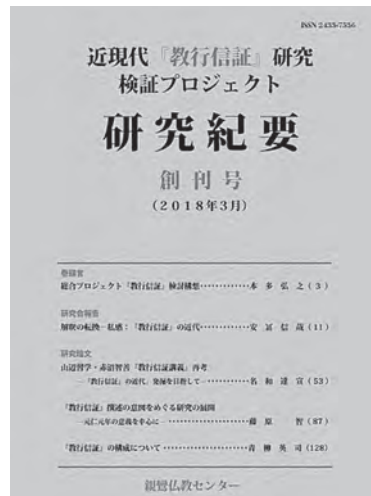 ISSN 2433-7536
近現代『教行信証』研究
検証プロジェクト
研究紀要
創刊号
(2018年3月)
巻頭言
総合プロジェクト「教行信証」検討構想‥‥‥‥‥本多弘之(3)
研究会報告
解釈の転換―私感:「教行信証」の近代‥‥‥‥安冨信哉(11)
研究論文
山辺習学・赤沼智善『教行信証講義』再考
―『教行信証』の近代、発掘を目指して―‥‥‥‥名和達宣(53)
『教行信証』撰述の意図をめぐる研究の展開
―元仁元年の意義を中心に―‥‥‥‥藤原智(87)
『教行信証』の構成について‥‥‥‥‥‥青柳英司(128)
親鸞仏教センター